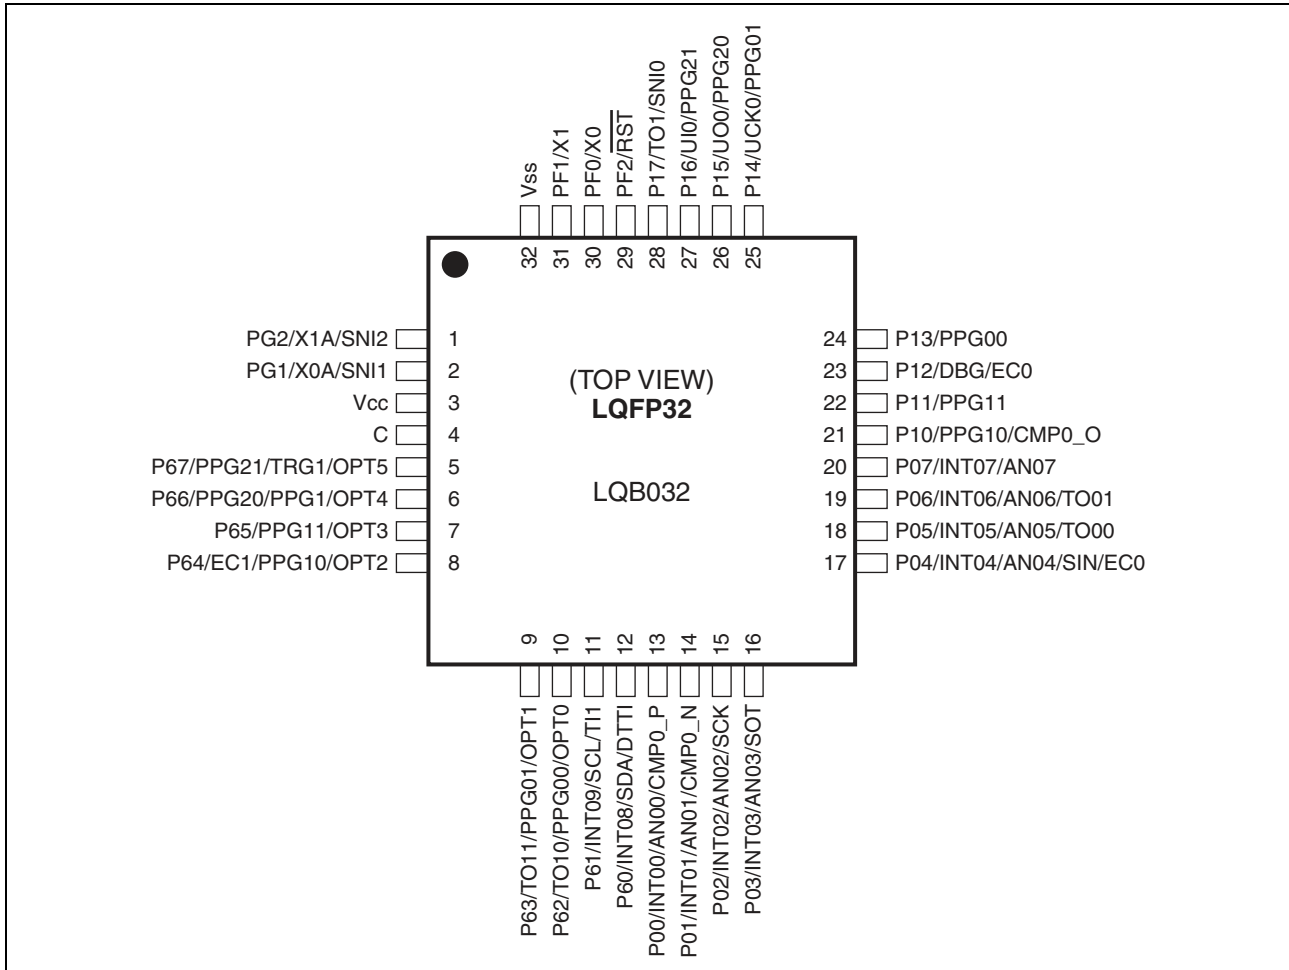 Vss
PF1/X1
PF0/X0
PF2/RST
P17/TO1/SNI0
P16/UI0/PPG21
P15/UO0/PPG20
P14/UCK0/PPG01
32
31
30
29
28
27
26
25
PG2/X1A/SNI2 1
PG1/X0A/SNI1 2
Vcc 3
C 4
P67/PPG21/TRG1/OPT5 5
P66/PPG20/PPG1/OPT4 6
P65/PPG11/OPT3 7
P64/EC1/PPG10/OPT2 8
(TOP VIEW)
LQFP32
LQB032
24 P13/PPG00
23 P12/DBG/EC0
22 P11/PPG11
21 P10/PPG10/CMP0_O
20 P07/INT07/AN07
19 P06/INT06/AN06/TO01
18 P05/INT05/AN05/TO00
17 P04/INT04/AN04/SIN/EC0
9
10
11
12
13
14
15
16
P63/TO11/PPG01/OPT1
P62/TO10/PPG00/OPT0
P61/INT09/SCL/TI1
P60/INT08/SDA/DTTI
P00/INT00/AN00/CMP0_P
P01/INT01/AN01/CMP0_N
P02/INT02/AN02/SCK
P03/INT03/AN03/SOT